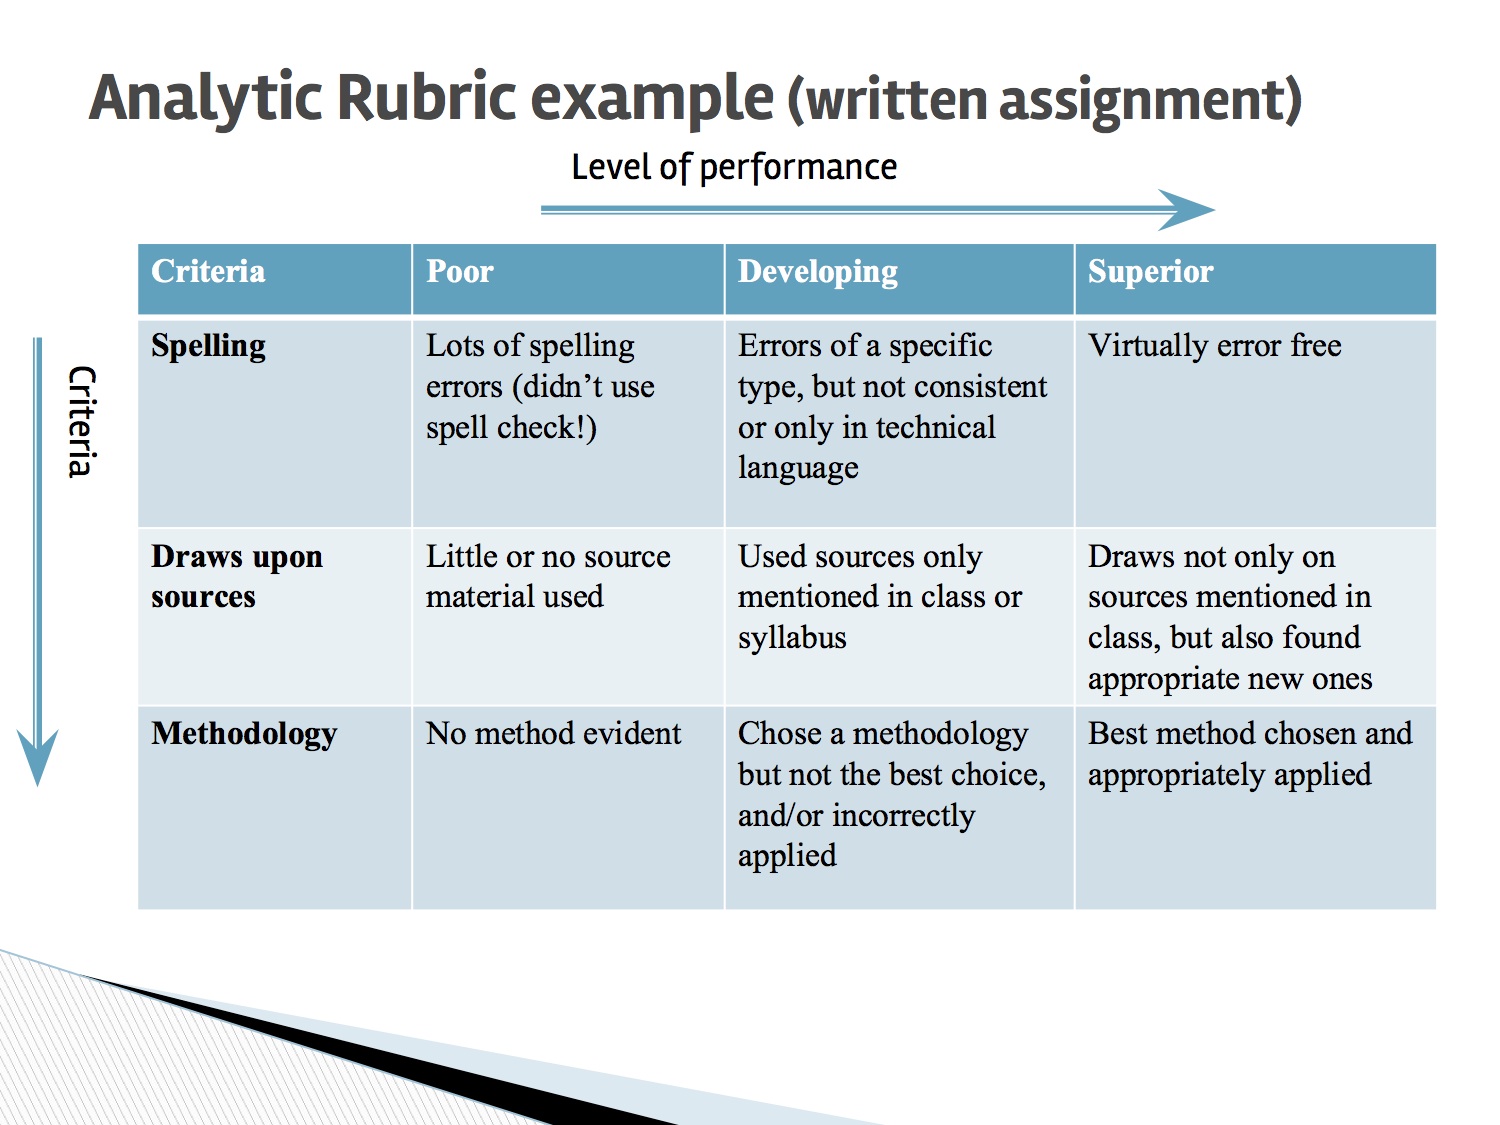 Analytic Rubric example (written assignment)
Level of performance
Criteria
Criteria
Poor
Developing
Superior
Spelling
Lots of spelling
errors (didn’t use
spell check!)
Errors of a specific
type, but not consistent
or only in technical
language
Virtually error free
Draws upon
sources
Little or no source
material used
Used sources only
mentioned in class or
syllabus
Draws not only on
sources mentioned in
class, but also found
appropriate new ones
Methodology
No method evident
Chose a methodology
but not the best choice,
and/or incorrectly
applied
Best method chosen and
appropriately applied